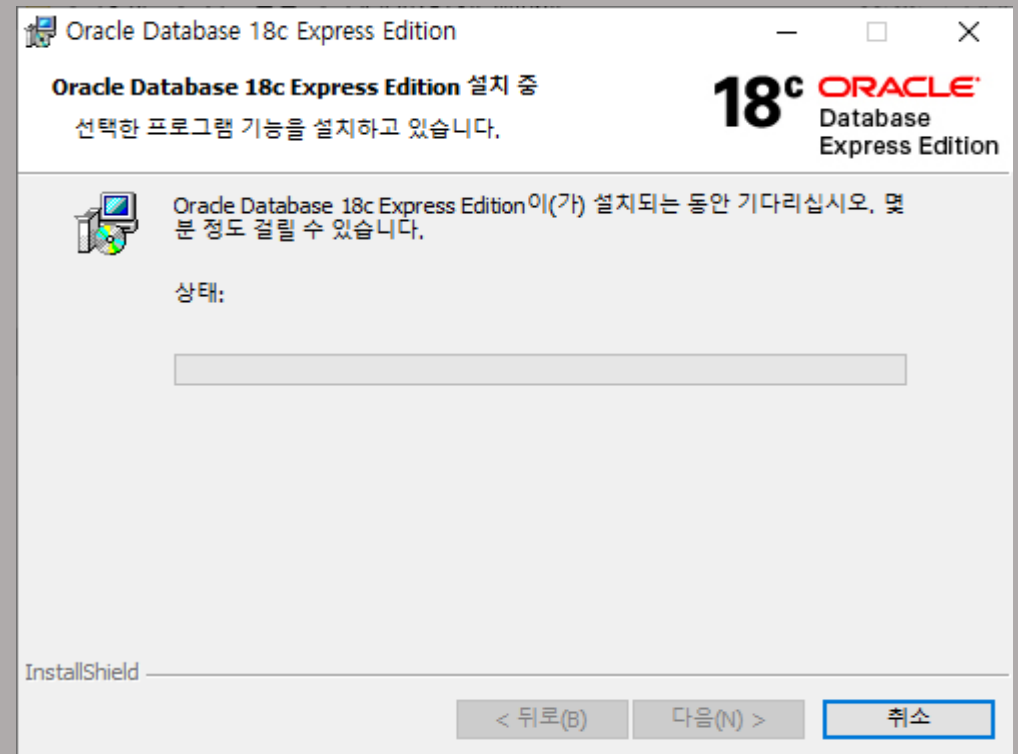 Oracle Database 18c Express Edition
Oracle Database 18c Express Edition 설치 중
선택한 프로그램 기능을 설치하고 있습니다.
18c ORACLE
Database
Express Edition
Oracle Database 18c Express Edition이(가) 설치되는 동안 기다리십시오. 몇
분 정도 걸릴 수 있습니다.
상태:
InstallShield
< 뒤로(B)
다음(N) >
취소